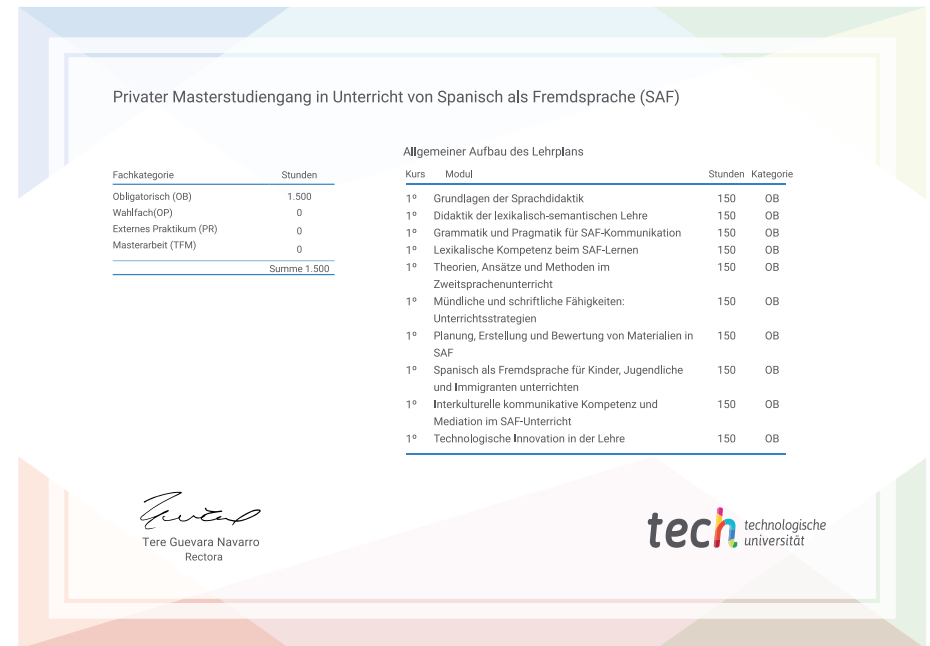 Privater Masterstudiengang in Unterricht von Spanisch als Fremdsprache (SAF)
Fachkategorie Stunden
Obligatorisch (OB) 1.500
Wahlfach(OP) 0
Externes Praktikum (PR) 0
Masterarbeit (TFM) 0
Summe 1.500
Allgemeiner Aufbau des Lehrplans
Kurs Modul Stunden Kategorie
1º Grundlagen der Sprachdidaktik 150 OB
1º Didaktik der lexikalisch-semantischen Lehre 150 OB
1º Grammatik und Pragmatik für SAF-Kommunikation 150 OB
1º Lexikalische Kompetenz beim SAF-Lernen 150 OB
1º Theorien, Ansätze und Methoden im 150 OB
Zweitsprachenunterricht
1º Mündliche und schriftliche Fähigkeiten: 150 OB
Unterrichtsstrategien
1º Planung, Erstellung und Bewertung von Materialien in 150 OB
SAF
1º Spanisch als Fremdsprache für Kinder, Jugendliche 150 OB
und Immigranten unterrichten
1º Interkulturelle kommunikative Kompetenz und 150 OB
Mediation im SAF-Unterricht
1º Technologische Innovation in der Lehre 150 OB
Tere Guevara Navarro
Rectora
tech technologische
universität